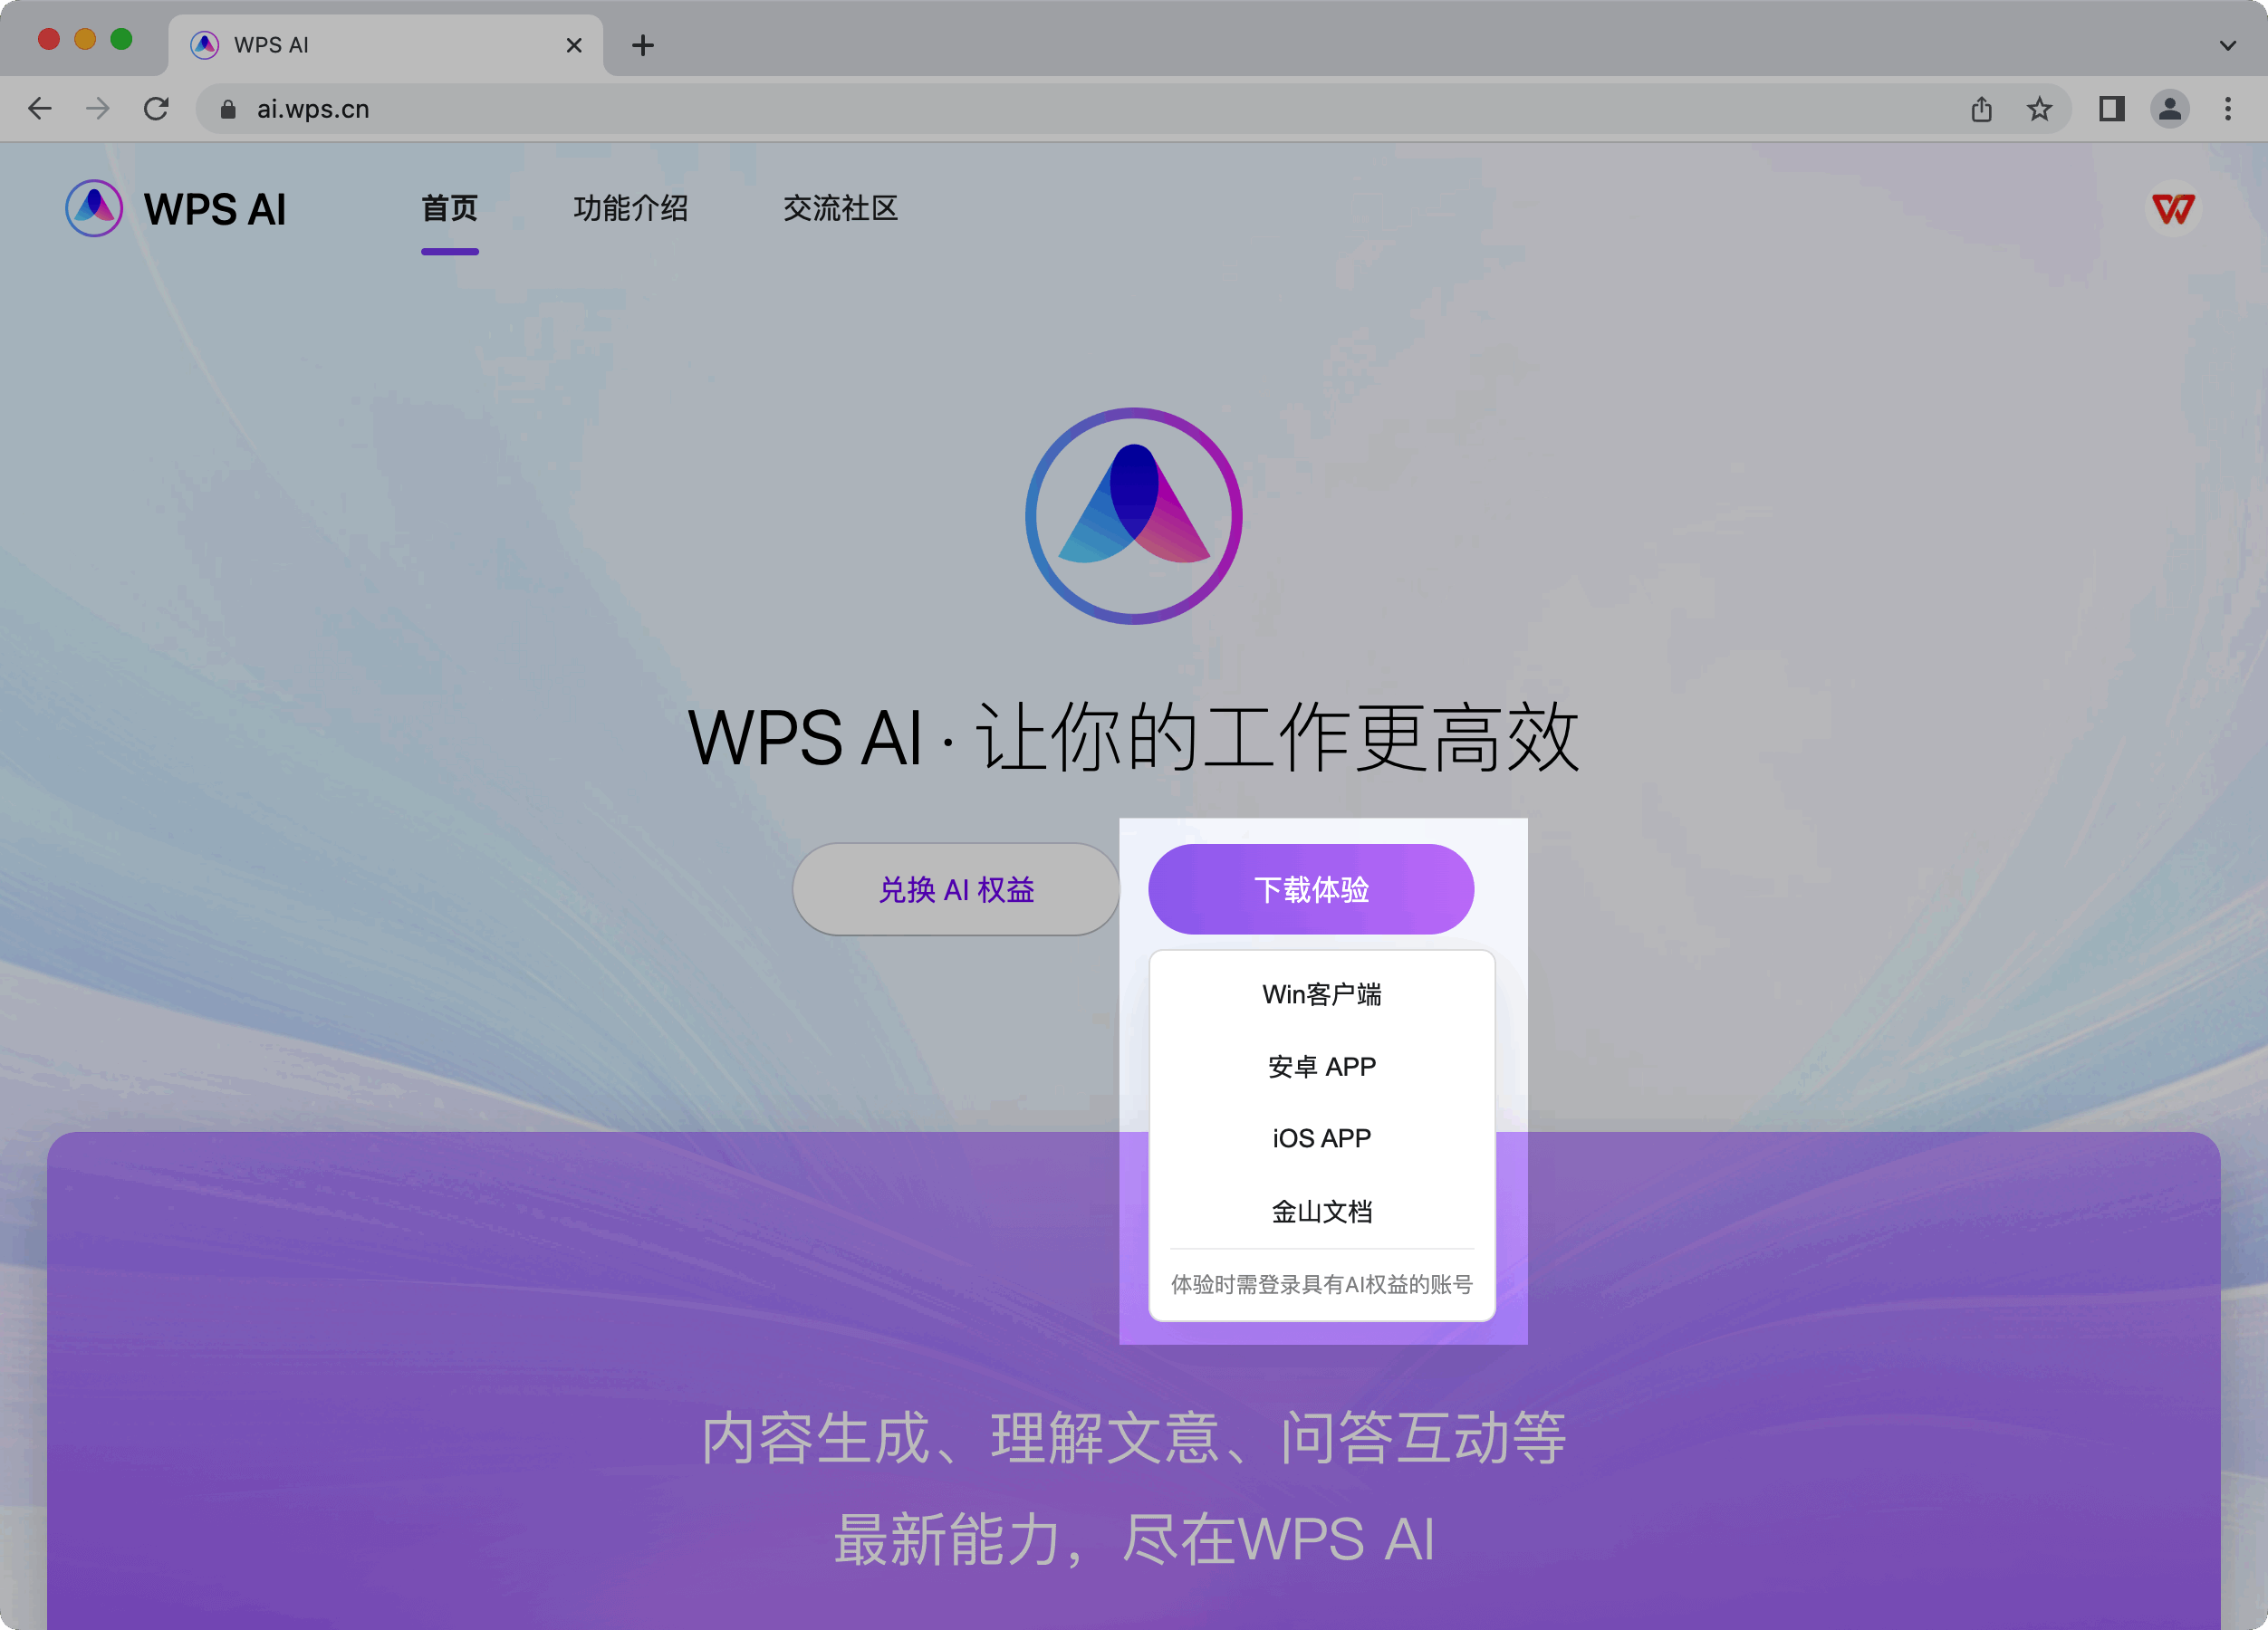 WPS AI
ai.wps.cn
WPS AI 首页 功能介绍 交流社区
WPS AI · 让你的工作更高效
兑换 AI 权益 下载体验
Win客户端
安卓 APP
iOS APP
金山文档
体验时需登录具有AI权益的账号
内容生成、理解文意、问答互动等
最新能力，尽在WPS AI